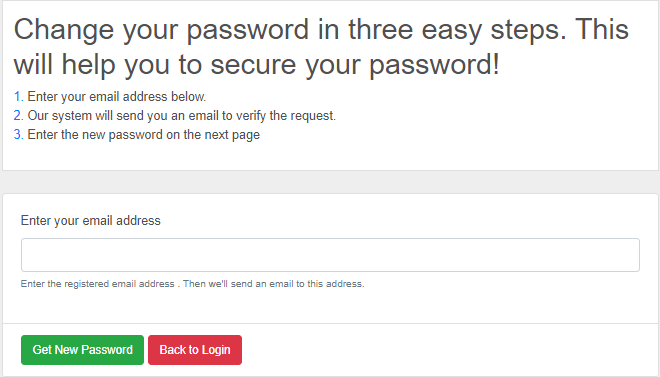 Change your password in three easy steps. This
will help you to secure your password!
1. Enter your email address below.
2. Our system will send you an email to verify the request.
3. Enter the new password on the next page
Enter your email address
Enter the registered email address . Then we'll send an email to this address.
Get New Password Back to Login